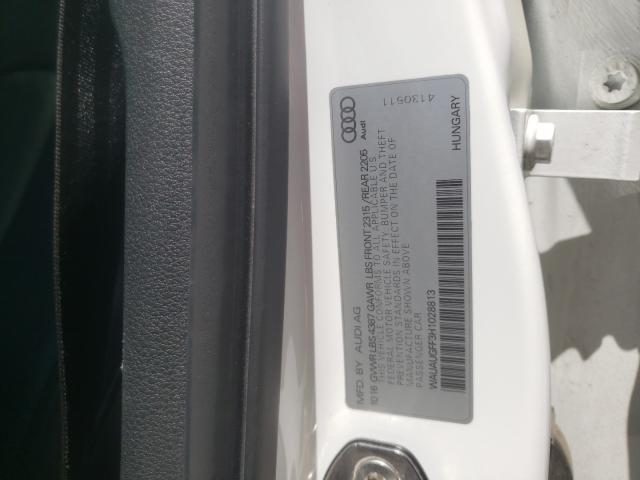 MFD BY AUDI AG
10 16 GVWR LBS 4387 GAWR LBS FRONT 2315 /REAR 2205
THIS VEHICLE CONFORMS TO ALL APPLICABLE U.S.
FEDERAL MOTOR VEHICLE SAFETY, BUMPER AND THEFT
PREVENTION STANDARDS IN EFFECT ON THE DATE OF
MANUFACTURE SHOWN ABOVE
PASSENGER CAR
WAUAUGFF3H1028813
HUNGARY
Audi
4130511